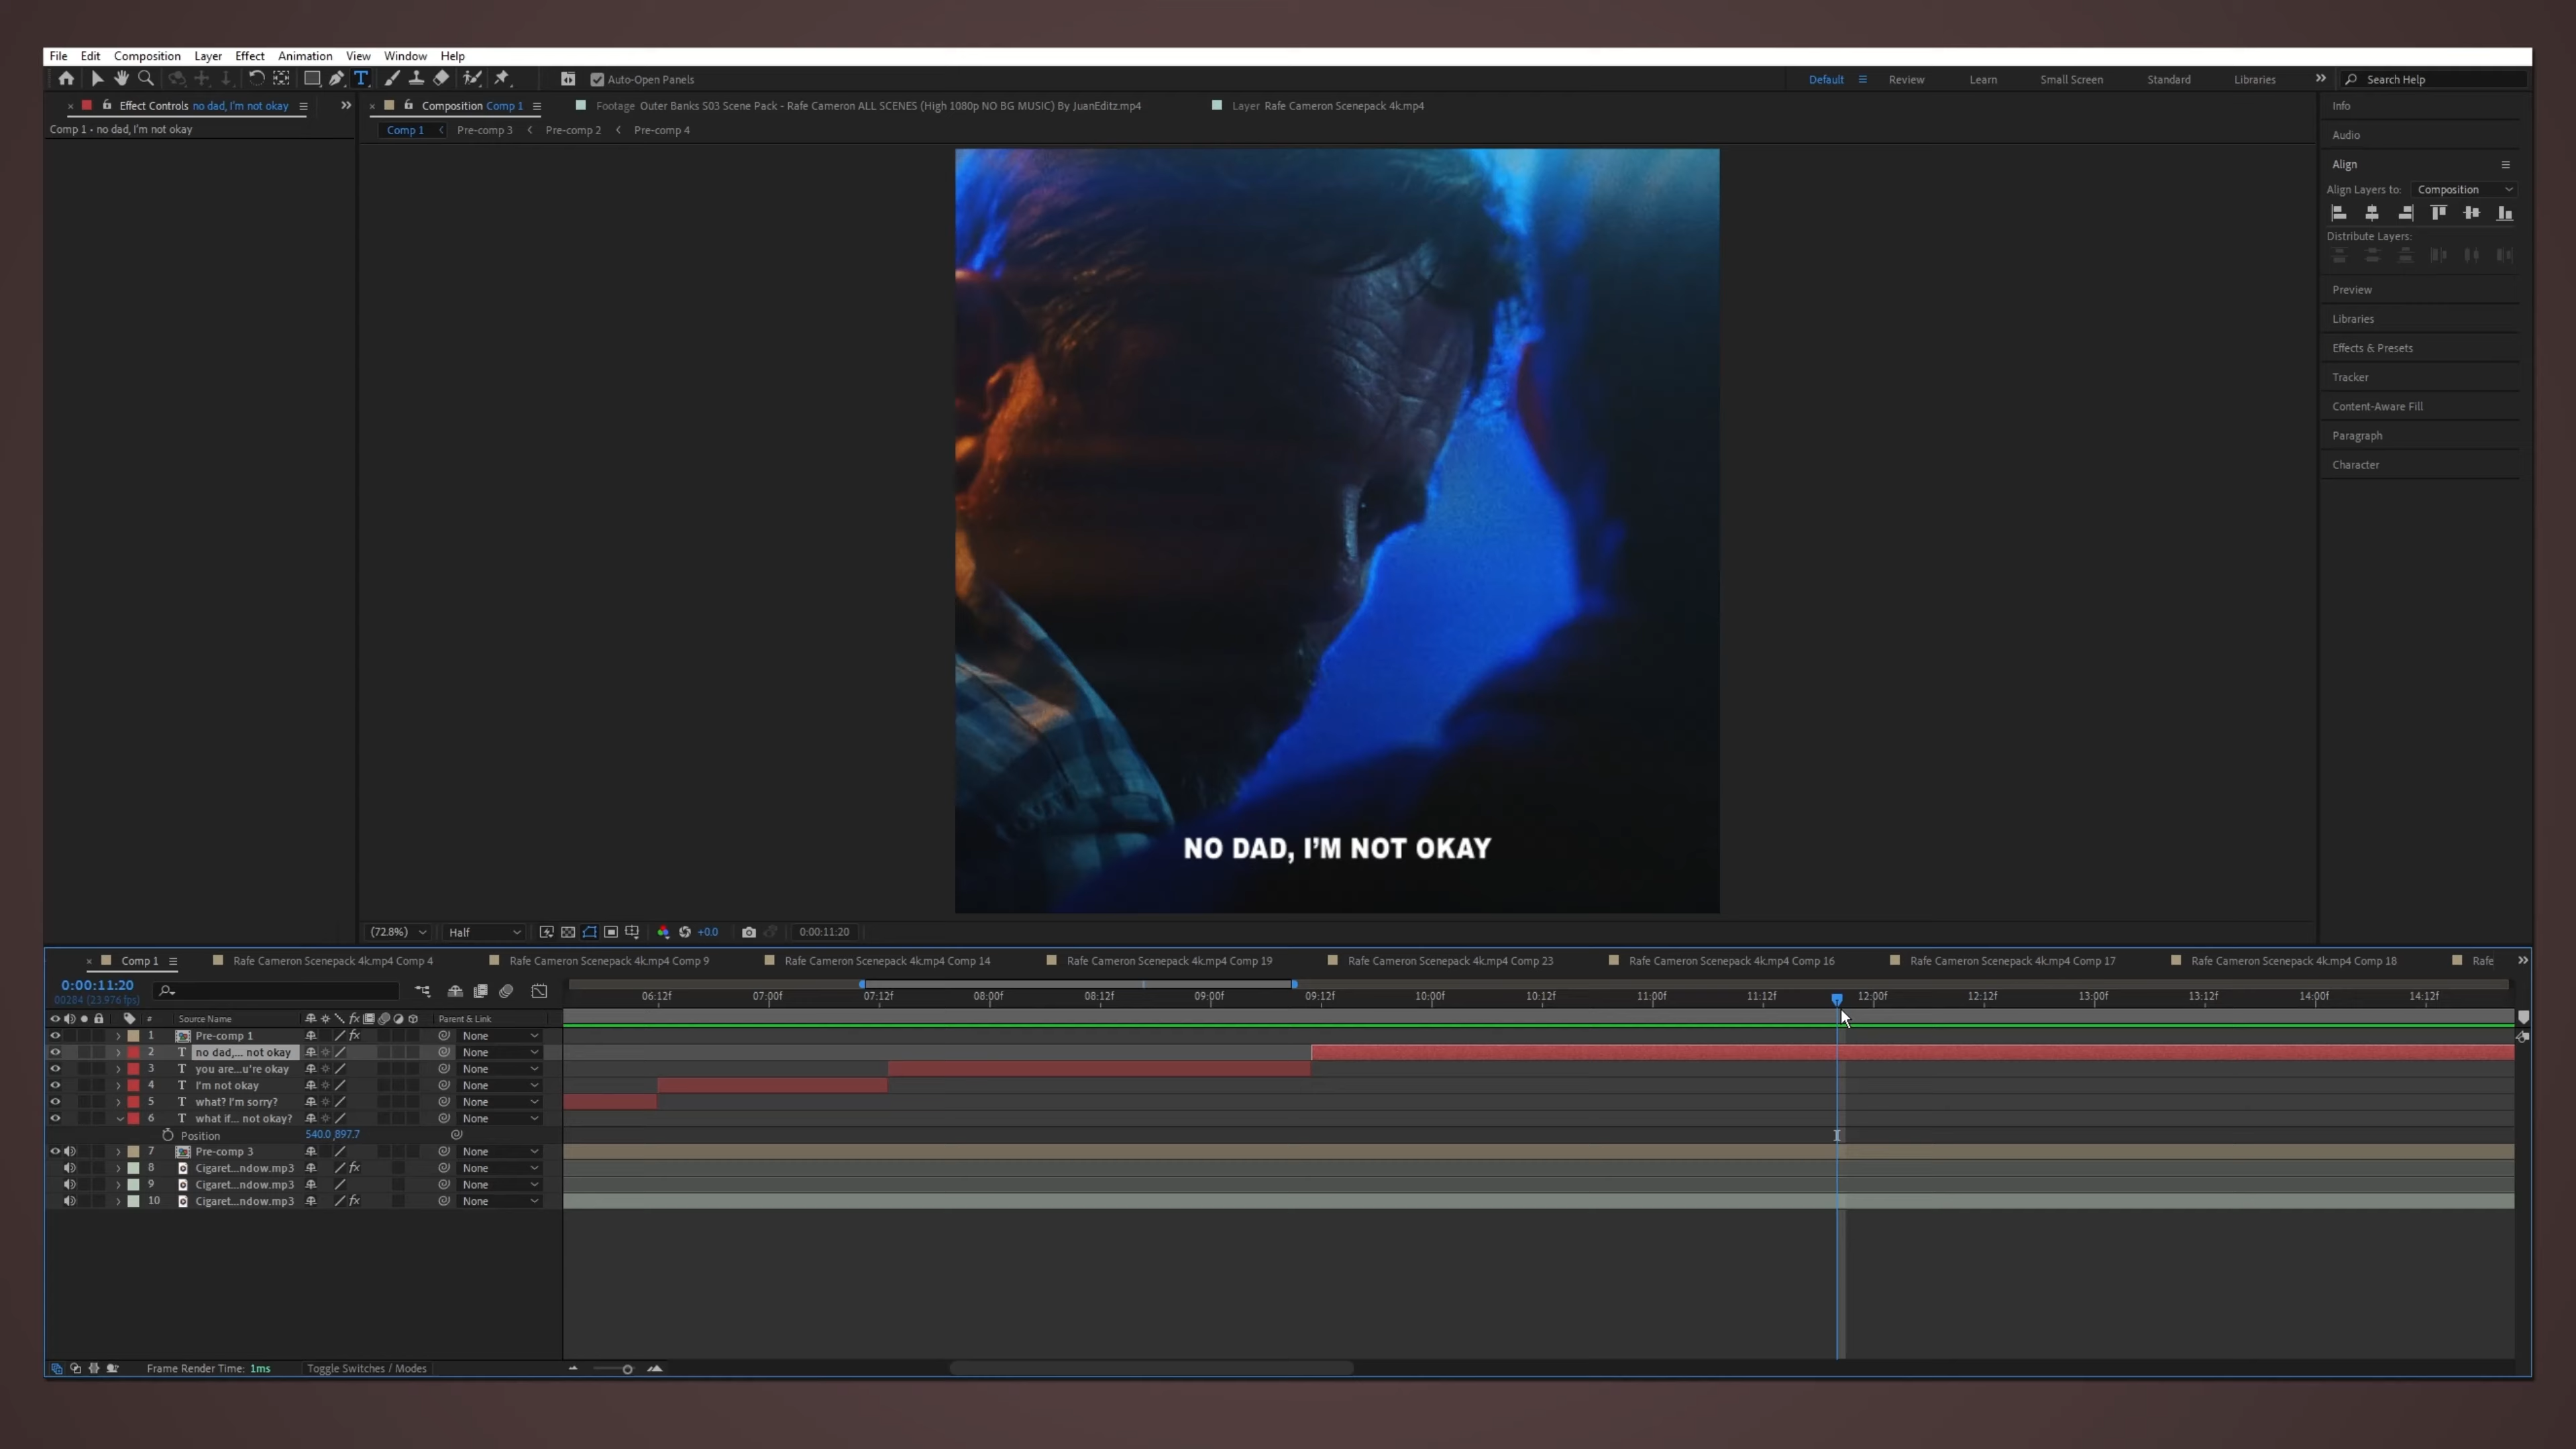 File Edit Composition Layer Effect Animation View Window Help
Auto-Open Panels
Default Review Learn Small Screen Standard Libraries Search Help
Effect Controls no dad, I'm not okay
Composition Comp 1
Footage Outer Banks S03 Scene Pack - Rafe Cameron ALL SCENES (High 1080p NO BG MUSIC) By JuanEditz.mp4
Layer Rafe Cameron Scenepack 4k.mp4
Comp 1 • no dad, I'm not okay
Comp 1 Pre-comp 3 Pre-comp 2 Pre-comp 4
Info
Audio
Align
Align Layers to: Composition
Distribute Layers:
Preview
Libraries
Effects & Presets
Tracker
Content-Aware Fill
Paragraph
Character
NO DAD, I'M NOT OKAY
(72.8%) Half +0.0 0:00:11:20
Comp 1 Rafe Cameron Scenepack 4k.mp4 Comp 4 Rafe Cameron Scenepack 4k.mp4 Comp 9 Rafe Cameron Scenepack 4k.mp4 Comp 14 Rafe Cameron Scenepack 4k.mp4 Comp 19 Rafe Cameron Scenepack 4k.mp4 Comp 23 Rafe Cameron Scenepack 4k.mp4 Comp 16 Rafe Cameron Scenepack 4k.mp4 Comp 17 Rafe Cameron Scenepack 4k.mp4 Comp 18 Rafe
0:00:11:20
00284 (23.976 fps)
06:12f 07:00f 07:12f 08:00f 08:12f 09:00f 09:12f 10:00f 10:12f 11:00f 11:12f 12:00f 12:12f 13:00f 13:12f 14:00f 14:12f
# Source Name fx Parent & Link
1 Pre-comp 1 fx None
2 T no dad,... not okay None
3 T you are...u're okay None
4 T I'm not okay None
5 T what? I'm sorry? None
6 T what if... not okay? None
Position 540.0,897.7
7 Pre-comp 3 None
8 Cigaret...ndow.mp3 fx None
9 Cigaret...ndow.mp3 None
10 Cigaret...ndow.mp3 fx None
Frame Render Time: 1ms Toggle Switches / Modes